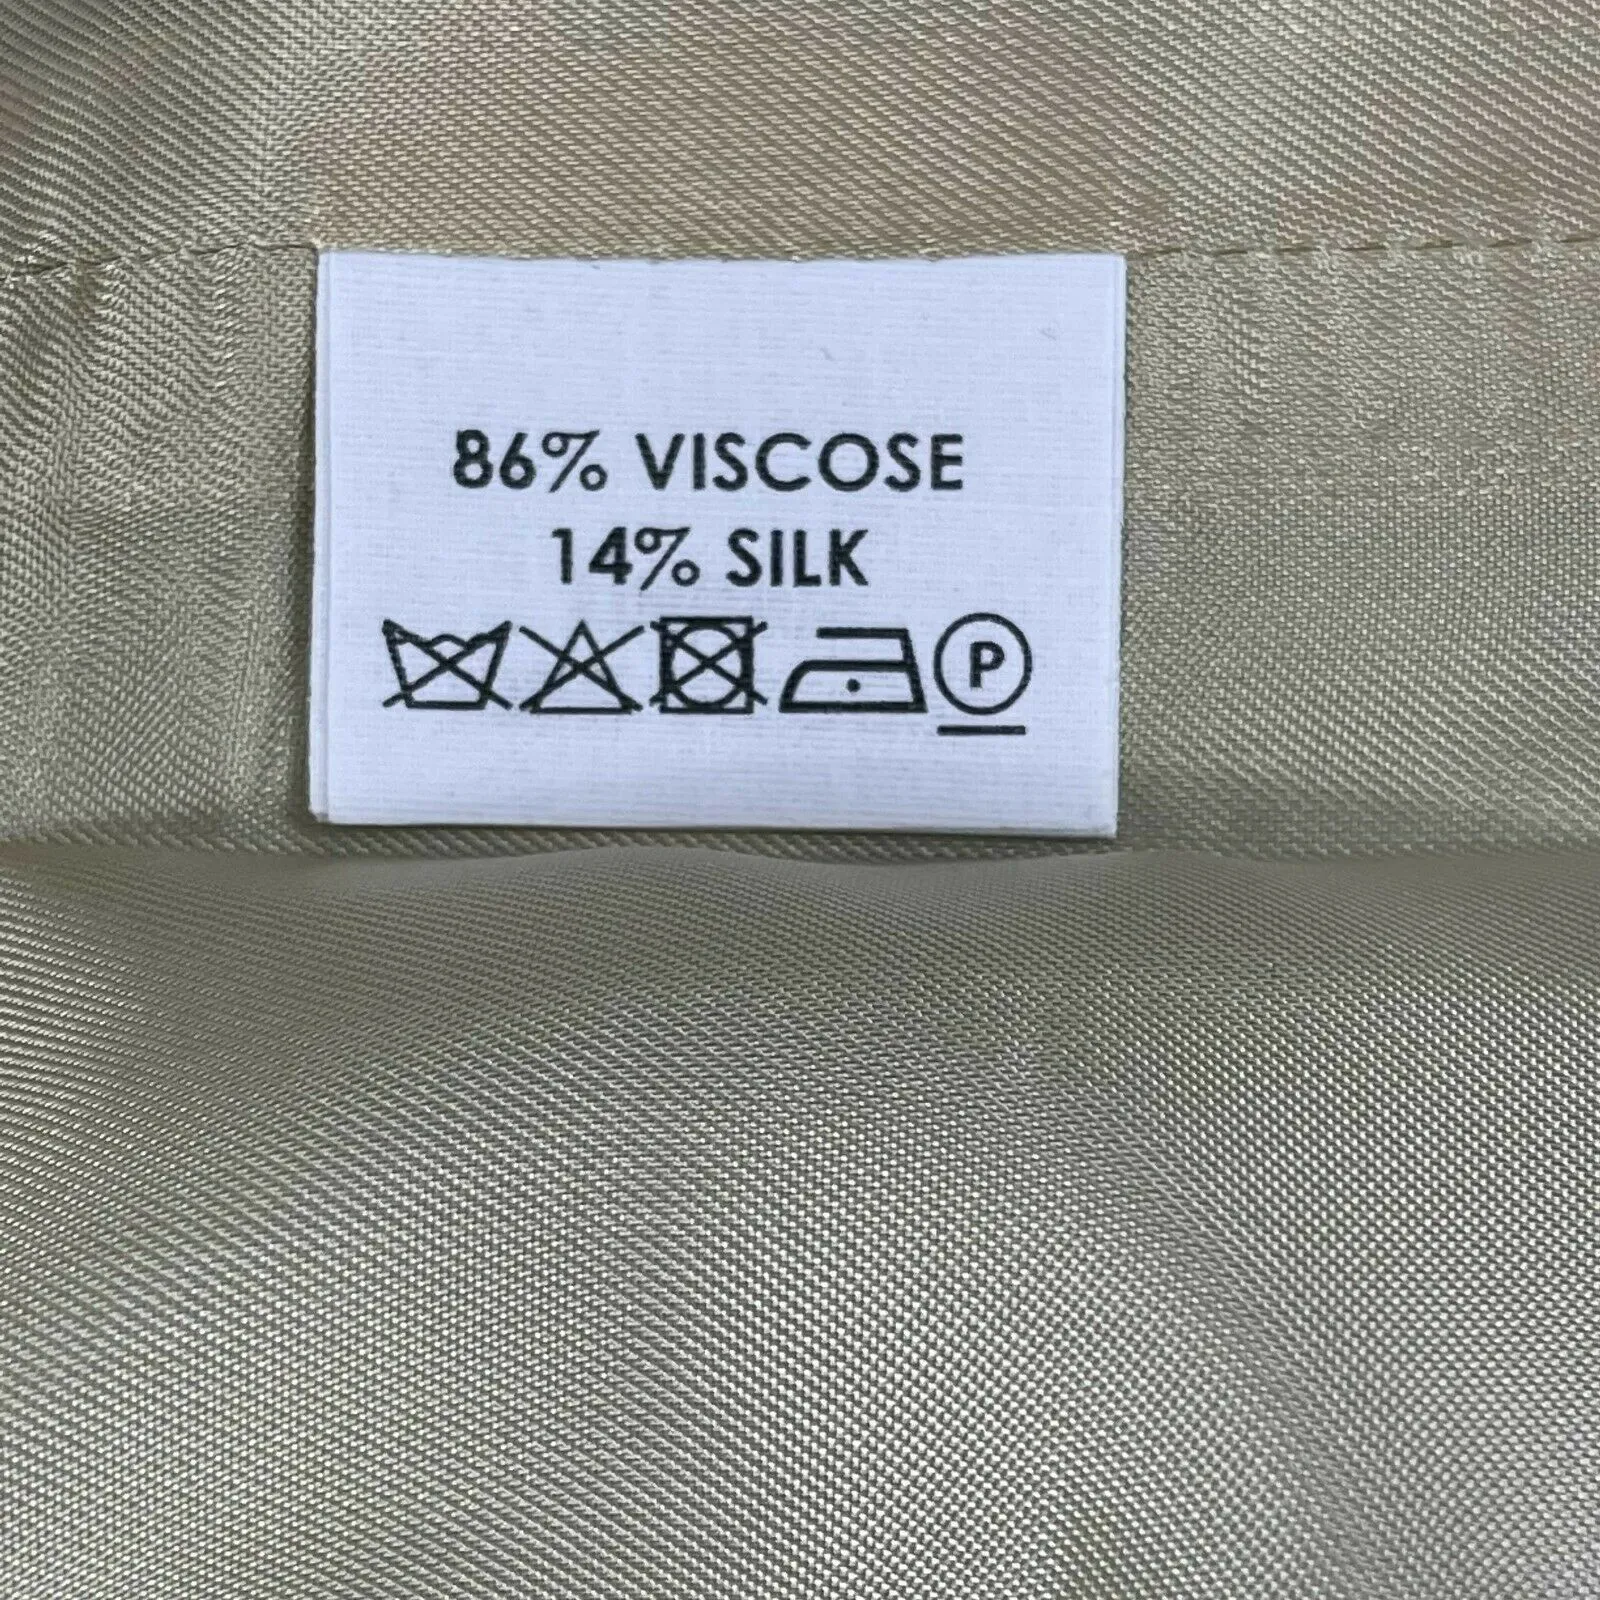 86% VISCOSE
14% SILK
P